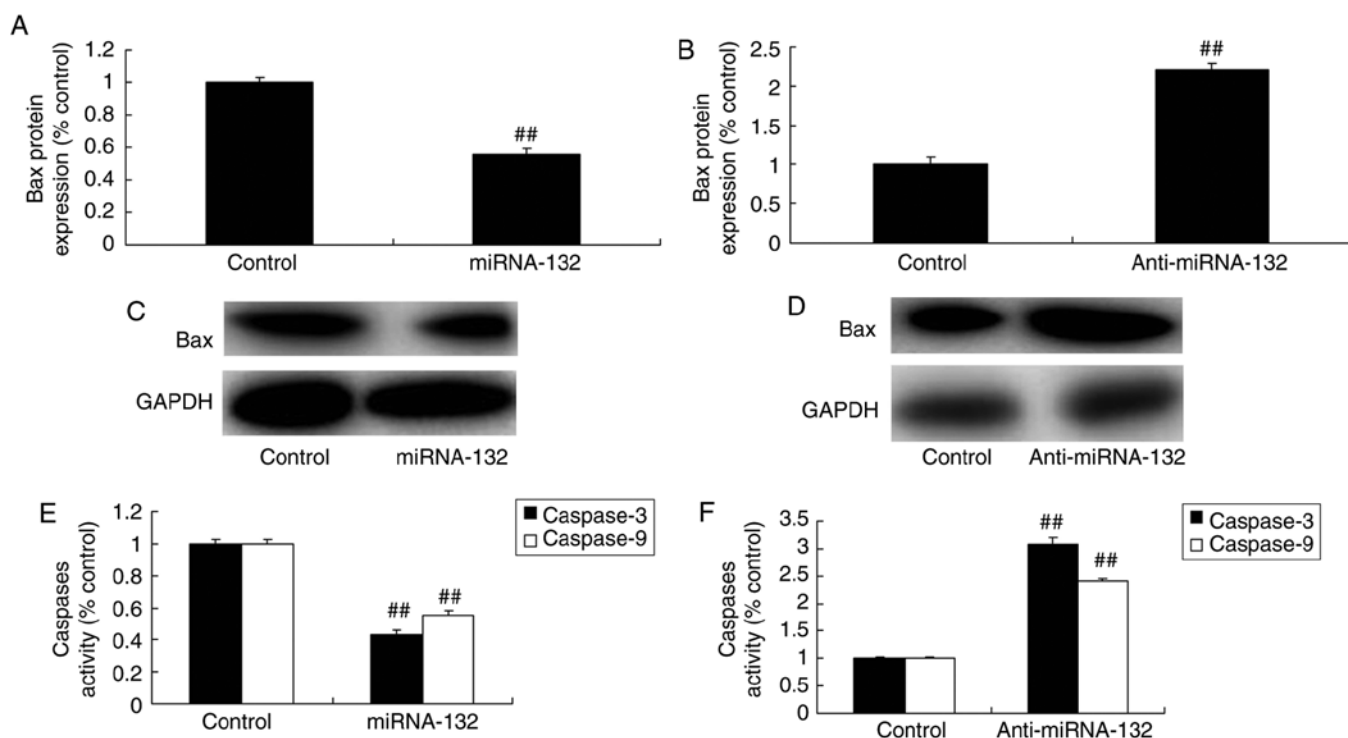 A
Bax protein
expression (% control)
1.2
1
0.8
0.6
0.4
0.2
0
##
Control
miRNA-132
B
Bax protein
expression (% control)
2.5
2
1.5
1
0.5
0
##
Control
Anti-miRNA-132
C
Bax
GAPDH
Control
miRNA-132
D
Bax
GAPDH
Control
Anti-miRNA-132
E
Caspases
activity (% control)
1.2
1
0.8
0.6
0.4
0.2
0
##
##
Caspase-3
Caspase-9
Control
miRNA-132
F
Caspases
activity (% control)
3.5
3
2.5
2
1.5
1
0.5
0
##
##
Caspase-3
Caspase-9
Control
Anti-miRNA-132